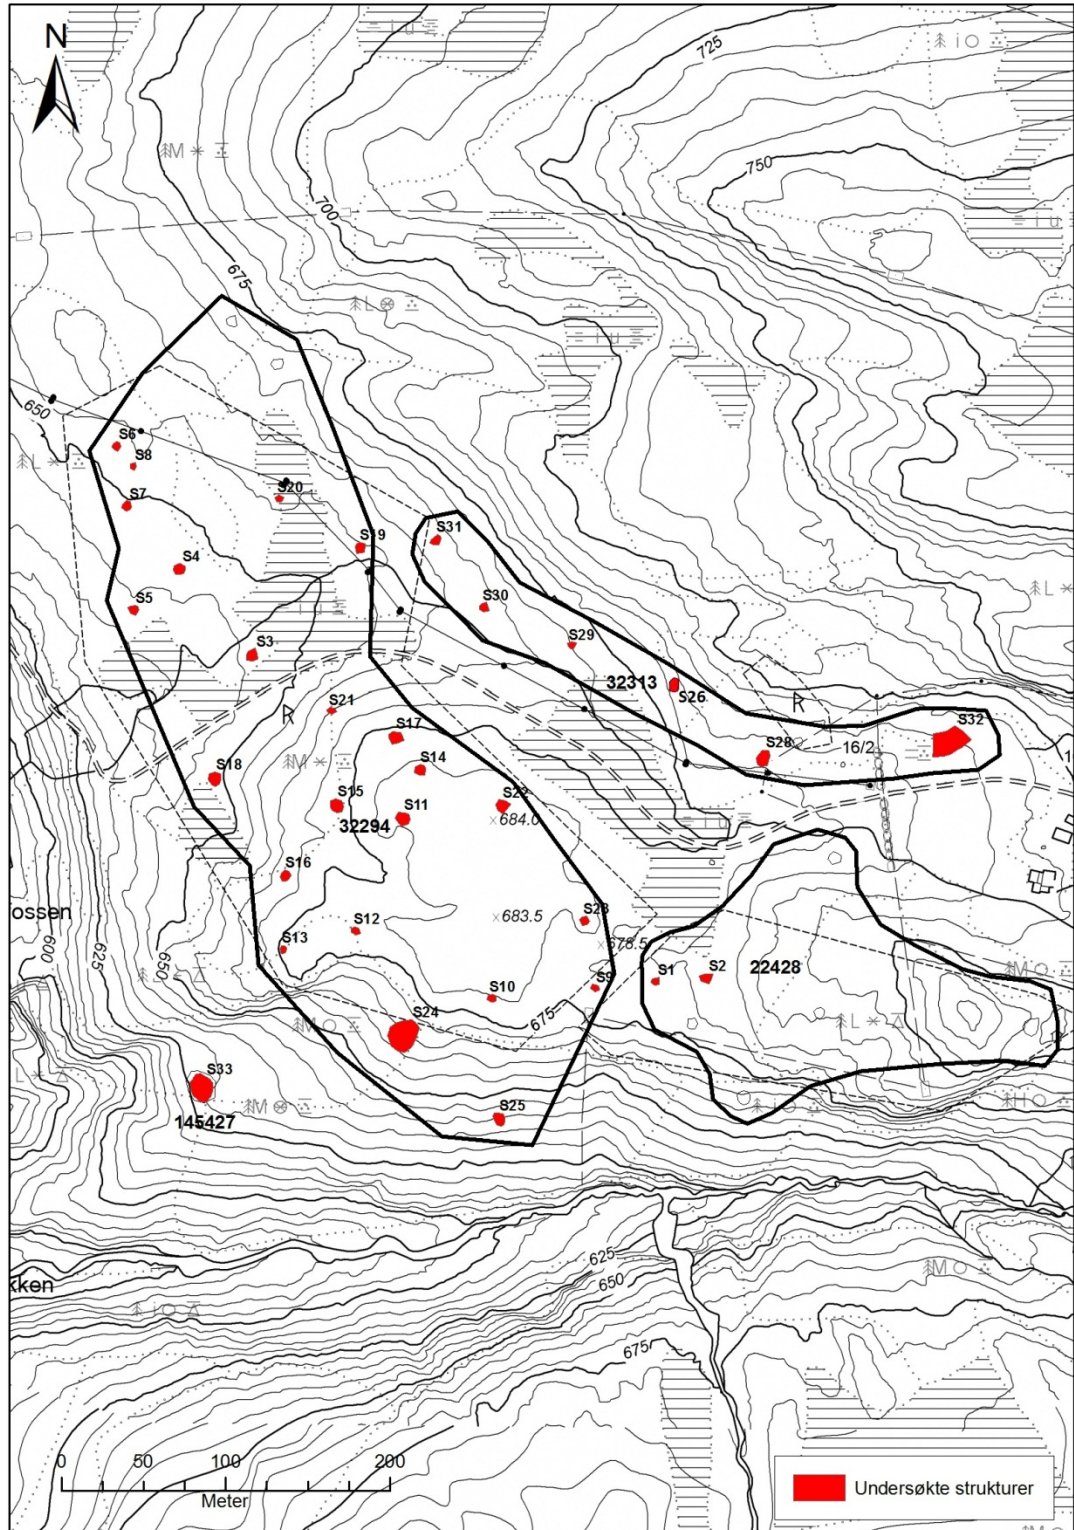 N
725
750
700
675
650
S6
S8
S7
S20
S4
S19
S31
S5
S30
S3
S29
32313
S26
S21
S17
S32
16/2
S28
S14
S18
S15
S11
S22
684.0
32294
S16
ossen
683.5
S23
S12
678.5
600
S13
625
S9
S1
S2
22428
650
S10
675
S24
S33
145427
S25
625
kken
650
675
0 50 100 200
Meter
Undersøkte strukturer